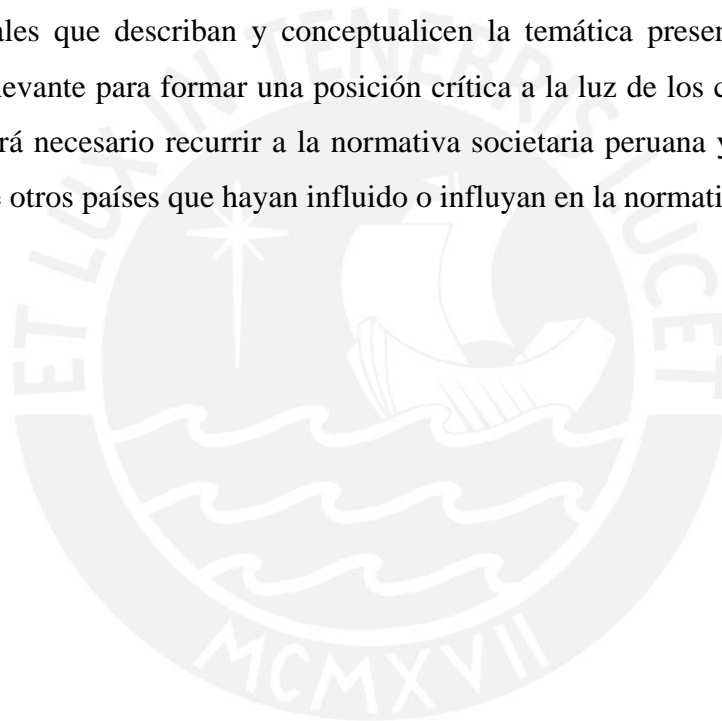 ales que describan y conceptualicen la temática presen
levante para formar una posición crítica a la luz de los c
rá necesario recurrir a la normativa societaria peruana y
e otros países que hayan influido o influyan en la normati
ET LUX IN TENEBRIS LUCET
MCMXVII